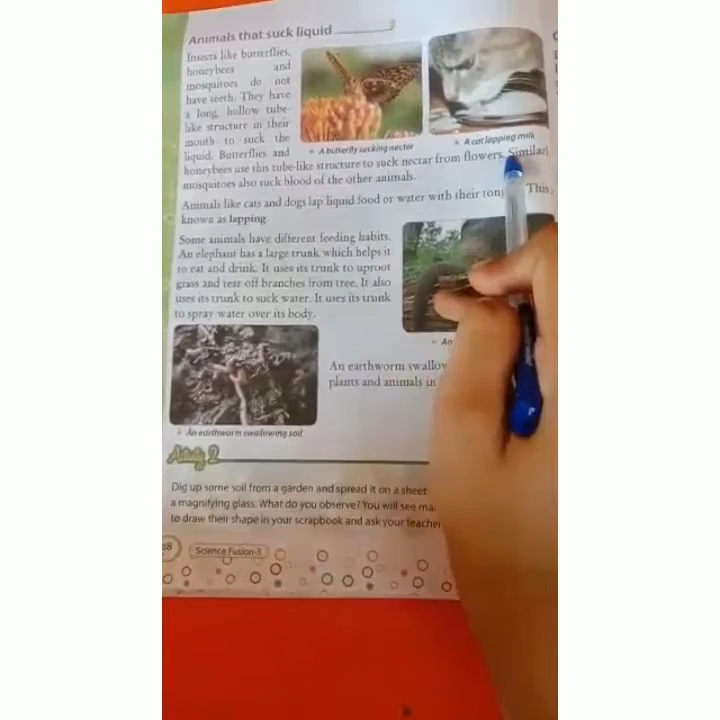 Animals that suck liquid
Insects like butterflies,
honeybees and
mosquitoes do not
have teeth. They have
a long, hollow tube-
like structure in their
mouth to suck the
liquid. Butterflies and
honeybees use this tube-like structure to suck nectar from flowers. Similar
mosquitoes also suck blood of the other animals.
A butterfly sucking nectar
A cat lapping milk
Animals like cats and dogs lap liquid food or water with their This
known as lapping.
Some animals have different feeding habits.
An elephant has a large trunk which helps it
to eat and drink. It uses its trunk to uproot
grass and tear off branches from tree. It also
uses its trunk to suck water. It uses its trunk
to spray water over its body.
An
An earthworm swallow
plants and animals in
An earthworm swallowing soil
Activity 2
Dig up some soil from a garden and spread it on a sheet
a magnifying glass. What do you observe? You will see
to draw their shape in your scrapbook and ask your teacher
Science Fusion-3